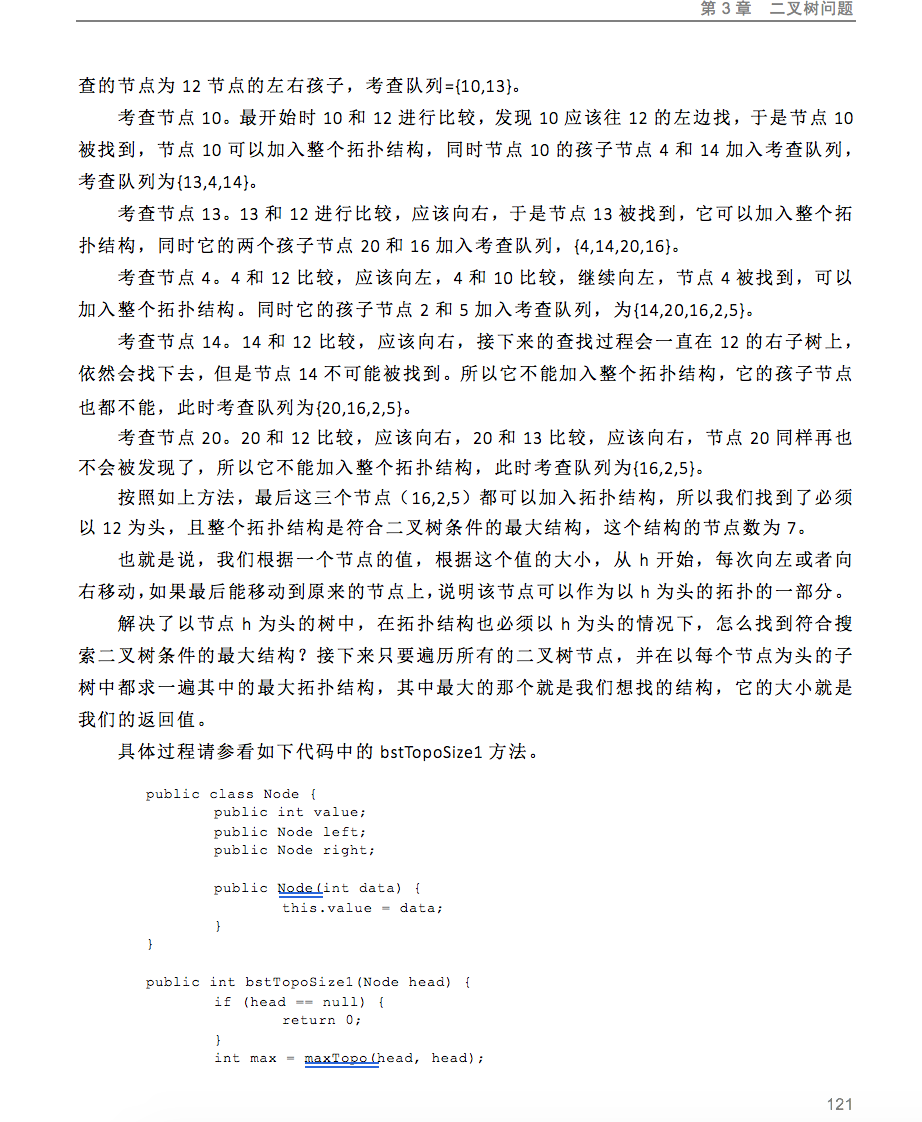 第 3 章 二叉树问题
查的节点为 12 节点的左右孩子，考查队列={10,13}。
考查节点 10。最开始时 10 和 12 进行比较，发现 10 应该往 12 的左边找，于是节点 10
被找到，节点 10 可以加入整个拓扑结构，同时节点 10 的孩子节点 4 和 14 加入考查队列，
考查队列为{13,4,14}。
考查节点 13。13 和 12 进行比较，应该向右，于是节点 13 被找到，它可以加入整个拓
扑结构，同时它的两个孩子节点 20 和 16 加入考查队列，{4,14,20,16}。
考查节点 4。4 和 12 比较，应该向左，4 和 10 比较，继续向左，节点 4 被找到，可以
加入整个拓扑结构。同时它的孩子节点 2 和 5 加入考查队列，为{14,20,16,2,5}。
考查节点 14。14 和 12 比较，应该向右，接下来的查找过程会一直在 12 的右子树上，
依然会找下去，但是节点 14 不可能被找到。所以它不能加入整个拓扑结构，它的孩子节点
也都不能，此时考查队列为{20,16,2,5}。
考查节点 20。20 和 12 比较，应该向右，20 和 13 比较，应该向右，节点 20 同样再也
不会被发现了，所以它不能加入整个拓扑结构，此时考查队列为{16,2,5}。
按照如上方法，最后这三个节点（16,2,5）都可以加入拓扑结构，所以我们找到了必须
以 12 为头，且整个拓扑结构是符合二叉树条件的最大结构，这个结构的节点数为 7。
也就是说，我们根据一个节点的值，根据这个值的大小，从 h 开始，每次向左或者向
右移动，如果最后能移动到原来的节点上，说明该节点可以作为以 h 为头的拓扑的一部分。
解决了以节点 h 为头的树中，在拓扑结构也必须以 h 为头的情况下，怎么找到符合搜
索二叉树条件的最大结构？接下来只要遍历所有的二叉树节点，并在以每个节点为头的子
树中都求一遍其中的最大拓扑结构，其中最大的那个就是我们想找的结构，它的大小就是
我们的返回值。
具体过程请参看如下代码中的 bstTopoSize1 方法。
public class Node {
public int value;
public Node left;
public Node right;
public Node(int data) {
this.value = data;
}
}
public int bstTopoSize1(Node head) {
if (head == null) {
return 0;
}
int max = maxTopo(head, head);
121